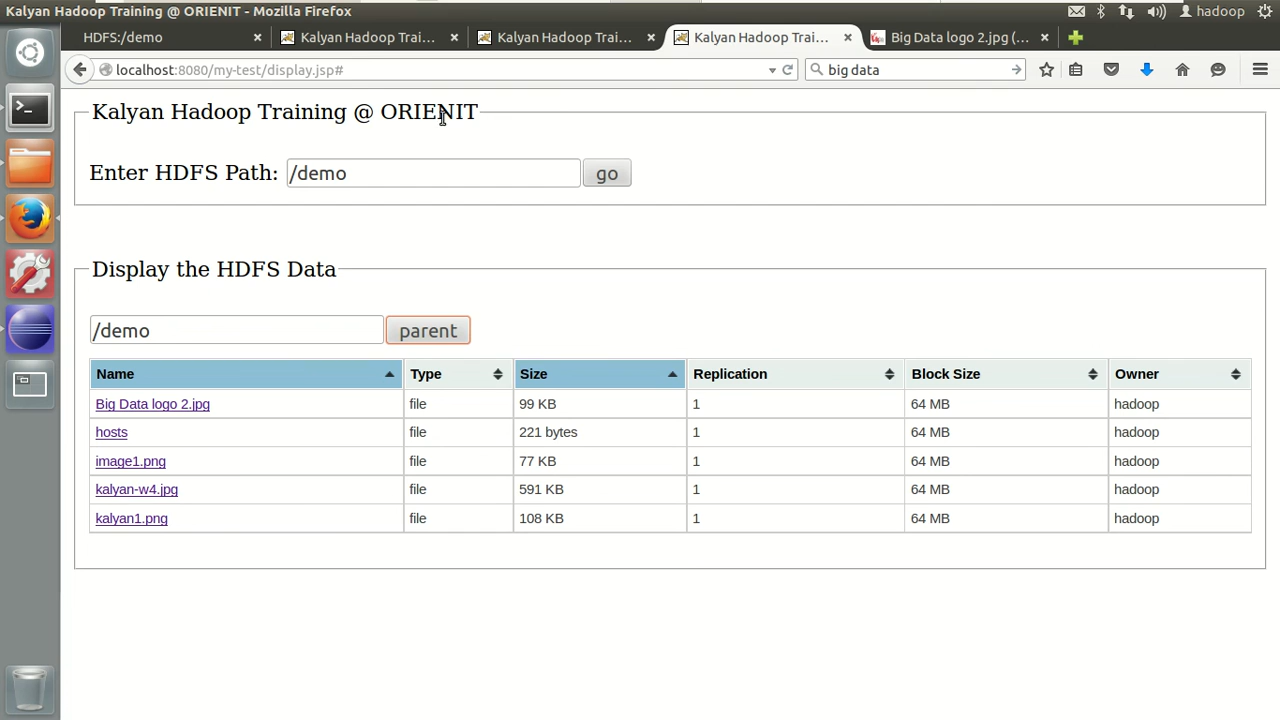 Kalyan Hadoop Training @ ORIENIT - Mozilla Firefox
hadoop
HDFS:/demo
Kalyan Hadoop Trai...
Kalyan Hadoop Trai...
Kalyan Hadoop Trai...
Big Data logo 2.jpg (...
localhost:8080/my-test/display.jsp#
big data
Kalyan Hadoop Training @ ORIENIT
Enter HDFS Path: /demo go
Display the HDFS Data
/demo parent
Name Type Size Replication Block Size Owner
Big Data logo 2.jpg file 99 KB 1 64 MB hadoop
hosts file 221 bytes 1 64 MB hadoop
image1.png file 77 KB 1 64 MB hadoop
kalyan-w4.jpg file 591 KB 1 64 MB hadoop
kalyan1.png file 108 KB 1 64 MB hadoop